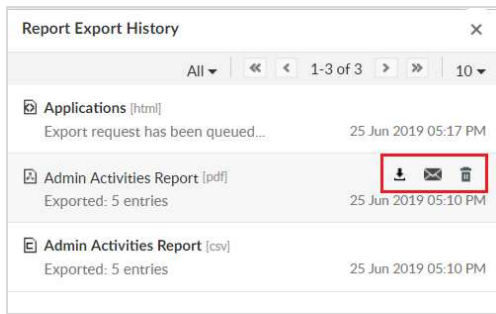 Report Export History
All 1-3 of 3 10
Applications [html]
Export request has been queued... 25 Jun 2019 05:17 PM
Admin Activities Report [pdf]
Exported: 5 entries 25 Jun 2019 05:10 PM
Admin Activities Report [csv]
Exported: 5 entries 25 Jun 2019 05:10 PM